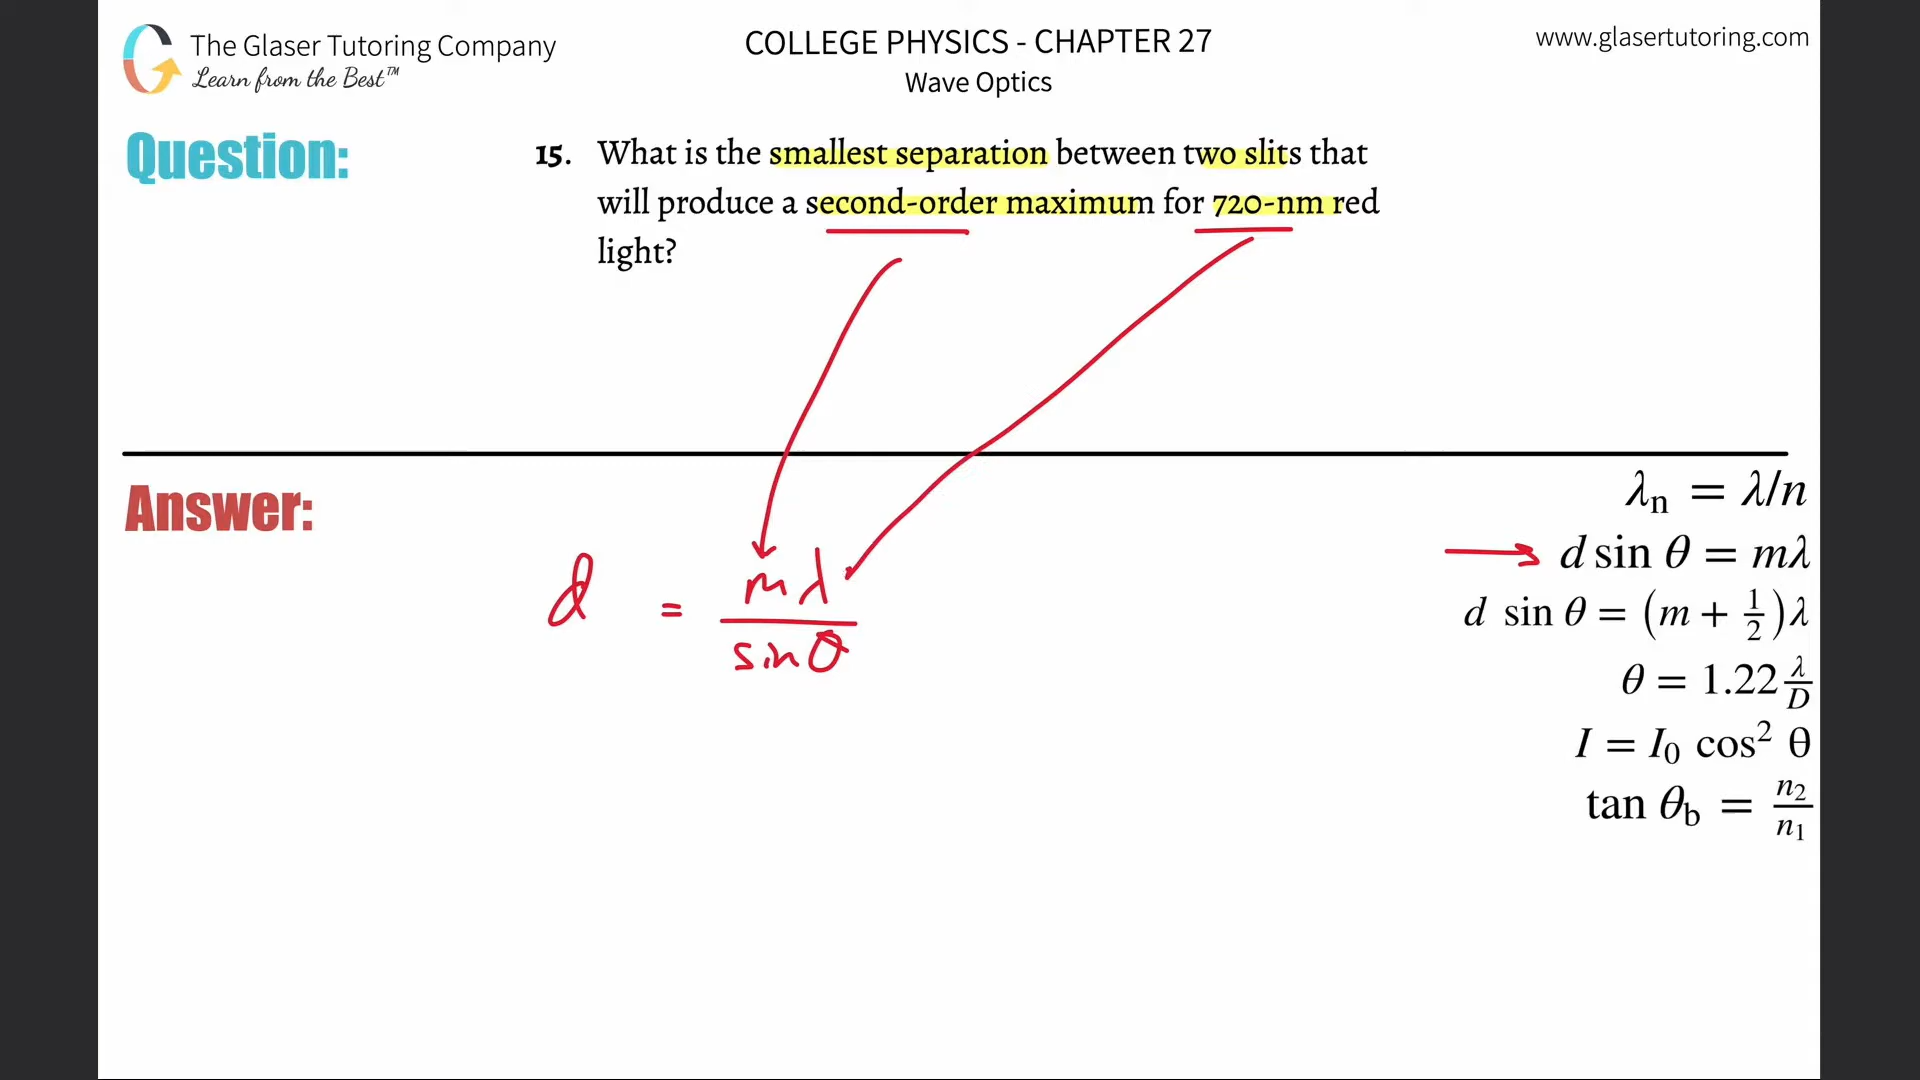 The Glaser Tutoring Company
Learn from the Best™
COLLEGE PHYSICS - CHAPTER 27
Wave Optics
www.glasertutoring.com
Question:
15. What is the smallest separation between two slits that
will produce a second-order maximum for 720-nm red
light?
Answer:
d = mλ / sinθ
λₙ = λ/n
d sin θ = mλ
d sin θ = (m + 1/2)λ
θ = 1.22 λ/D
I = I₀ cos² θ
tan θ_b = n₂/n₁